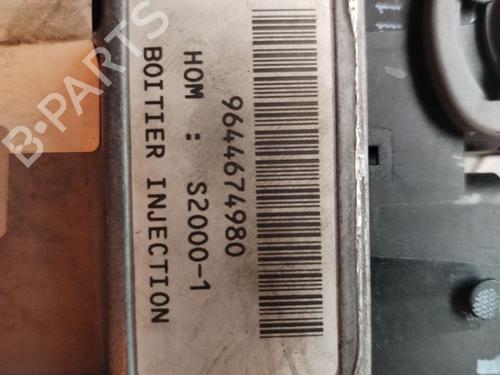 9644674980
HOM : S2000-1
BOITIER INJECTION
B-PARTS